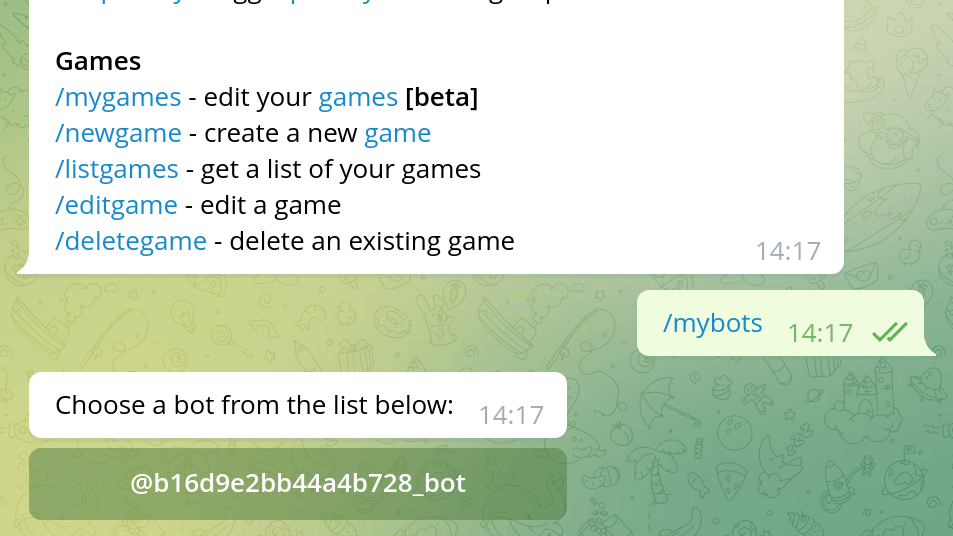 Games
/mygames - edit your games [beta]
/newgame - create a new game
/listgames - get a list of your games
/editgame - edit a game
/deletegame - delete an existing game
14:17
/mybots 14:17
Choose a bot from the list below: 14:17
@b16d9e2bb44a4b728_bot